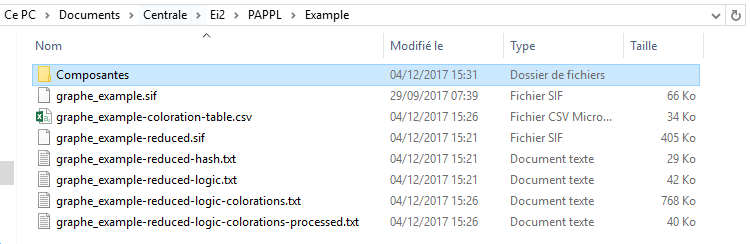 Ce PC > Documents > Centrale > Ei2 > PAPPL > Example
Nom Modifié le Type Taille
Composantes 04/12/2017 15:31 Dossier de fichiers
graphe_example.sif 29/09/2017 07:39 Fichier SIF 66 Ko
graphe_example-coloration-table.csv 04/12/2017 15:26 Fichier CSV Micro... 34 Ko
graphe_example-reduced.sif 04/12/2017 15:21 Fichier SIF 405 Ko
graphe_example-reduced-hash.txt 04/12/2017 15:21 Document texte 29 Ko
graphe_example-reduced-logic.txt 04/12/2017 15:21 Document texte 42 Ko
graphe_example-reduced-logic-colorations.txt 04/12/2017 15:26 Document texte 768 Ko
graphe_example-reduced-logic-colorations-processed.txt 04/12/2017 15:26 Document texte 40 Ko